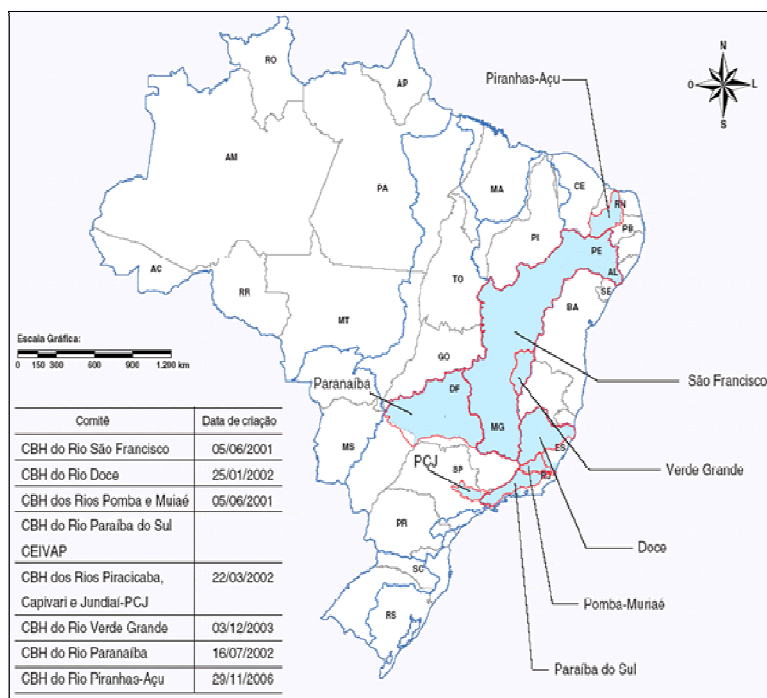 N
O
L
S
Piranhas-Açu
RO
AP
AM
PA
MA
CE
RN
PB
PI
PE
AL
SE
AC
RR
TO
BA
MT
GO
DF
Escala Gráfica:
0 150 300 600 900 1.200 km
Paranaíba
São Francisco
MS
MG
ES
Verde Grande
PCJ
SP
RJ
Doce
PR
Pomba-Muriaé
SC
RS
Paraíba do Sul
Comitê Data de criação
CBH do Rio São Francisco 05/06/2001
CBH do Rio Doce 25/01/2002
CBH dos Rios Pomba e Muiaé 05/06/2001
CBH do Rio Paraíba do Sul
CEIVAP
CBH dos Rios Piracicaba, 22/03/2002
Capivari e Jundiaí-PCJ
CBH do Rio Verde Grande 03/12/2003
CBH do Rio Paranaíba 16/07/2002
CBH do Rio Piranhas-Açu 29/11/2006